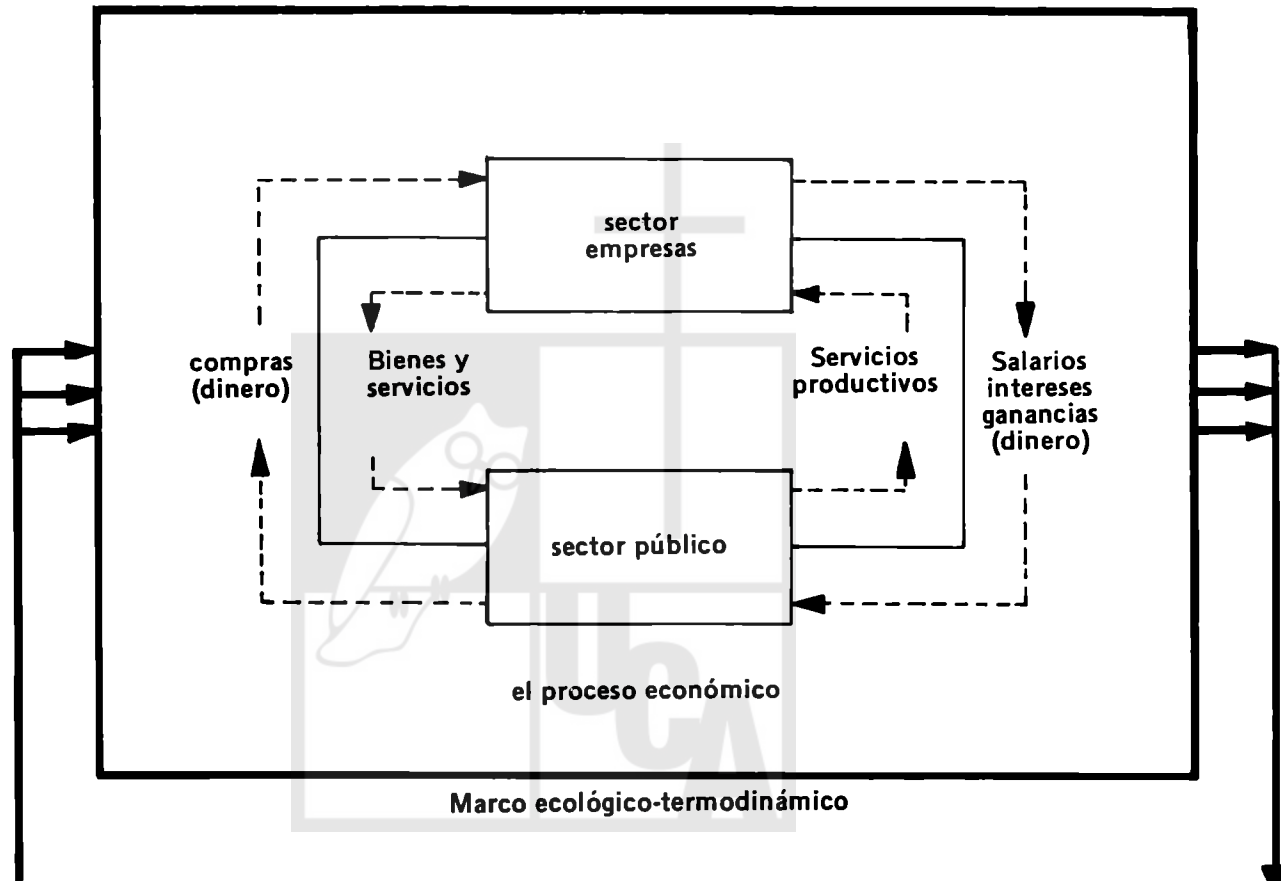 sector
empresas
compras
(dinero)
Bienes y
servicios
Servicios
productivos
Salarios
intereses
ganancias
(dinero)
sector público
el proceso económico
UCA
Marco ecológico-termodinámico